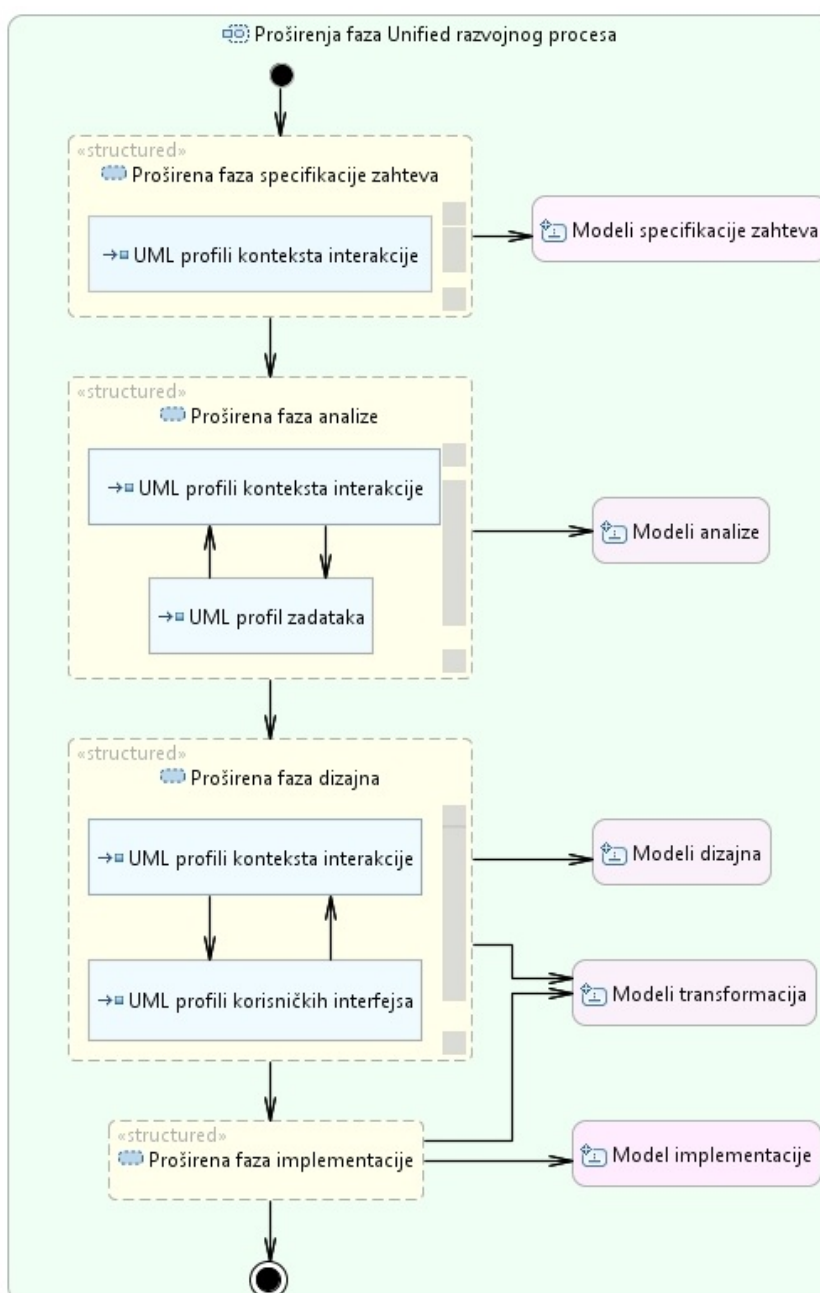 Proširenja faza Unified razvojnog procesa
«structured»
Proširena faza specifikacije zahteva
UML profili konteksta interakcije
Modeli specifikacije zahteva
«structured»
Proširena faza analize
UML profili konteksta interakcije
UML profil zadataka
Modeli analize
«structured»
Proširena faza dizajna
UML profili konteksta interakcije
UML profili korisničkih interfejsa
Modeli dizajna
Modeli transformacija
«structured»
Proširena faza implementacije
Model implementacije